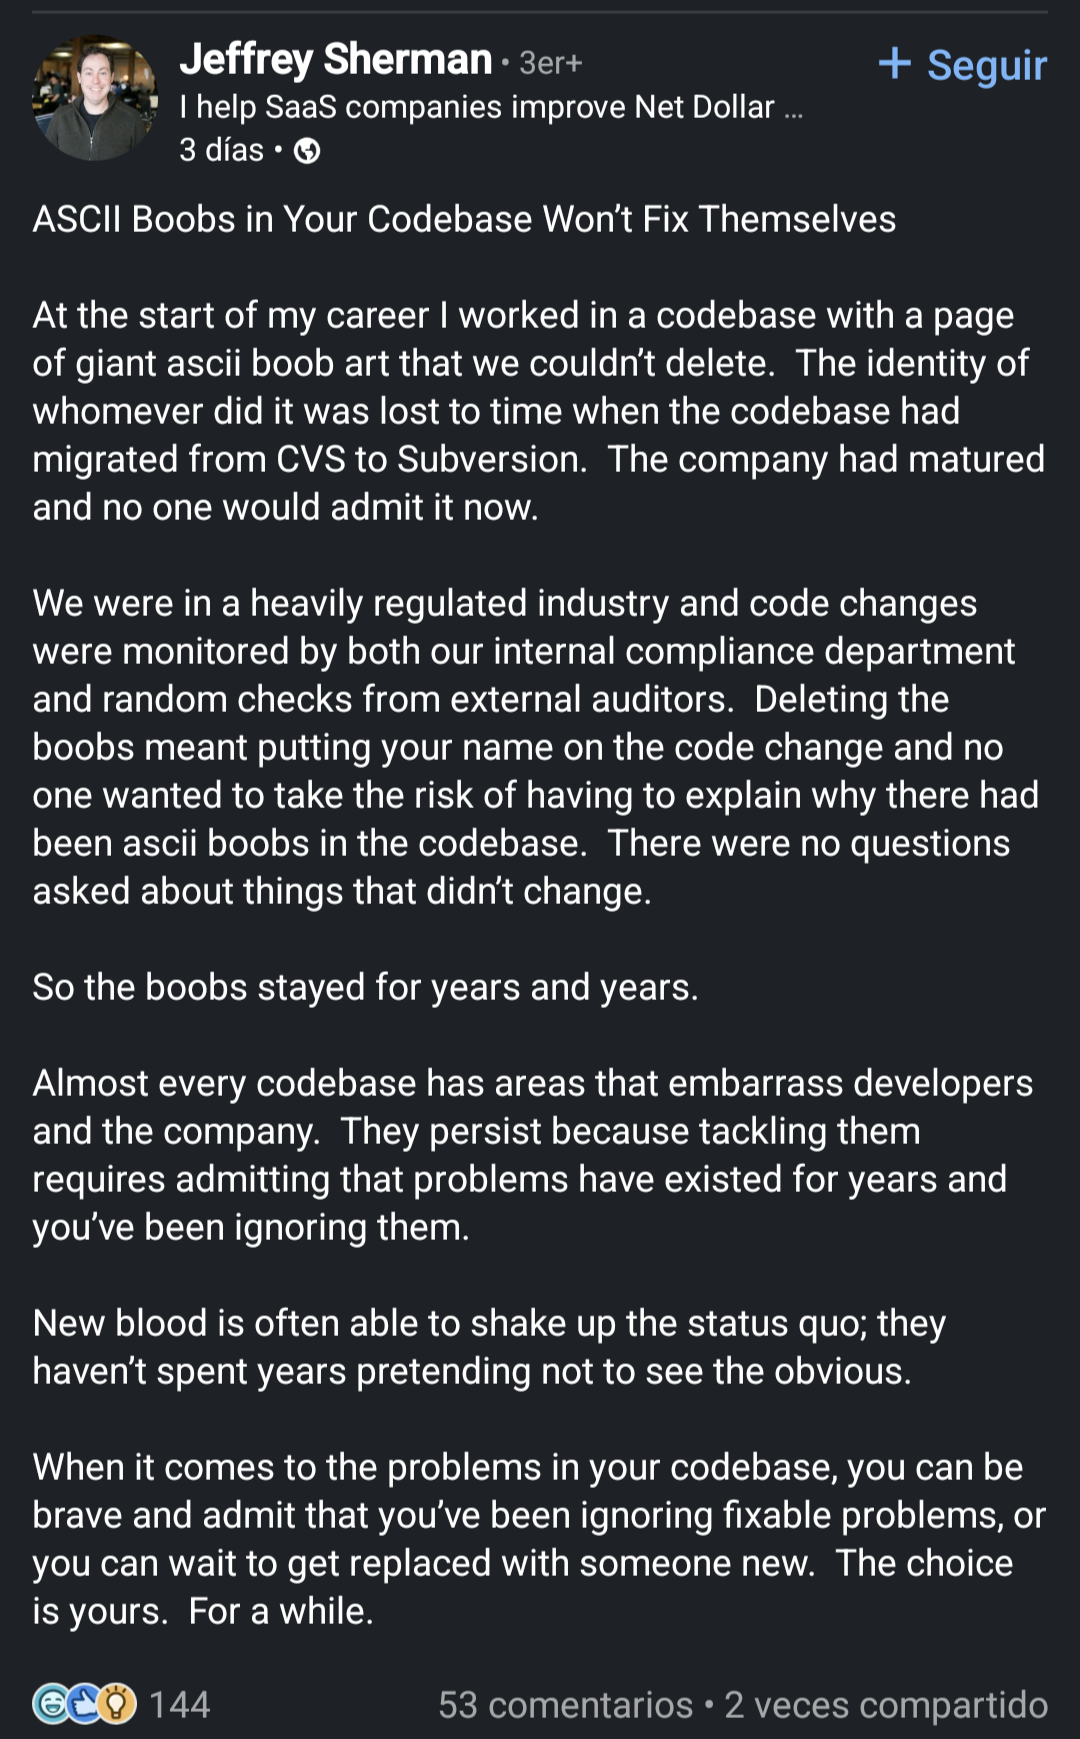 Jeffrey Sherman • 3er+
+ Seguir
I help SaaS companies improve Net Dollar ...
3 días •
ASCII Boobs in Your Codebase Won’t Fix Themselves
At the start of my career I worked in a codebase with a page
of giant ascii boob art that we couldn’t delete.  The identity of
whomever did it was lost to time when the codebase had
migrated from CVS to Subversion.  The company had matured
and no one would admit it now.
We were in a heavily regulated industry and code changes
were monitored by both our internal compliance department
and random checks from external auditors.  Deleting the
boobs meant putting your name on the code change and no
one wanted to take the risk of having to explain why there had
been ascii boobs in the codebase.  There were no questions
asked about things that didn’t change.
So the boobs stayed for years and years.
Almost every codebase has areas that embarrass developers
and the company.  They persist because tackling them
requires admitting that problems have existed for years and
you’ve been ignoring them.
New blood is often able to shake up the status quo; they
haven’t spent years pretending not to see the obvious.
When it comes to the problems in your codebase, you can be
brave and admit that you’ve been ignoring fixable problems, or
you can wait to get replaced with someone new.  The choice
is yours.  For a while.
144
53 comentarios • 2 veces compartido